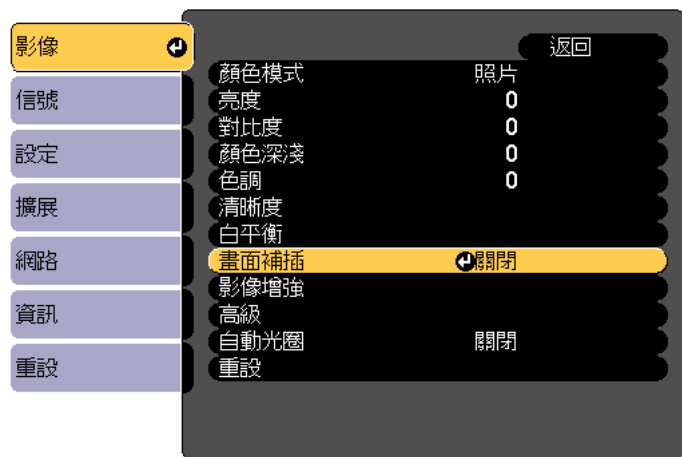 影像
信號
設定
擴展
網路
資訊
重設
返回
顏色模式 照片
亮度 0
對比度 0
顏色深淺 0
色調 0
清晰度
白平衡
畫面補插 關閉
影像增強
高級
自動光圈 關閉
重設